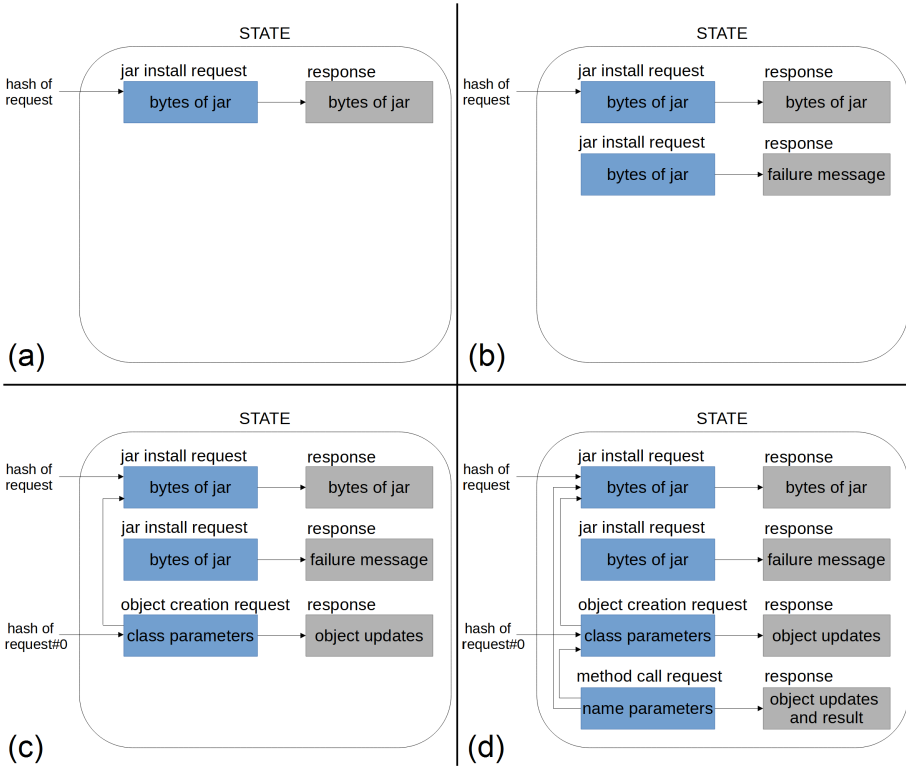 STATE
jar install request
response
hash of
request
bytes of jar
bytes of jar
(a)
STATE
jar install request
response
hash of
request
bytes of jar
bytes of jar
jar install request
response
bytes of jar
failure message
(b)
STATE
jar install request
response
hash of
request
bytes of jar
bytes of jar
jar install request
response
bytes of jar
failure message
object creation request
response
hash of
request#0
class parameters
object updates
(c)
STATE
jar install request
response
hash of
request
bytes of jar
bytes of jar
jar install request
response
bytes of jar
failure message
object creation request
response
hash of
request#0
class parameters
object updates
method call request
response
name parameters
object updates
and result
(d)